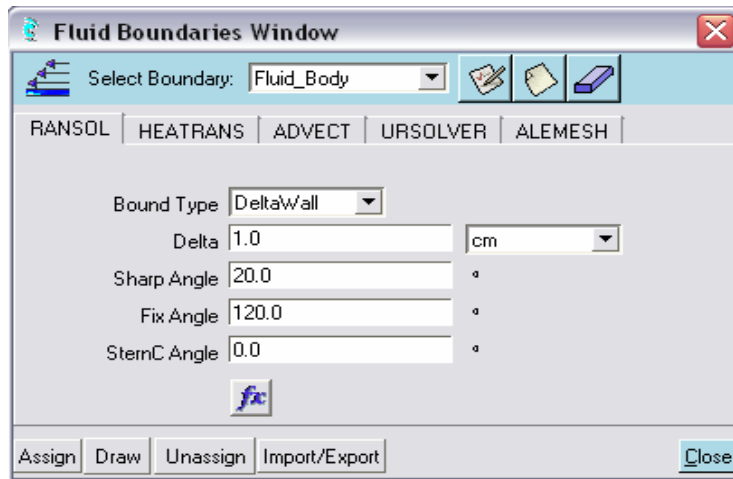 Fluid Boundaries Window
Select Boundary: Fluid_Body
RANSOL HEATRANS ADVECT URSOLVER ALEMESH
Bound Type DeltaWall
Delta 1.0 cm
Sharp Angle 20.0 °
Fix Angle 120.0 °
SternC Angle 0.0 °
fx
Assign Draw Unassign Import/Export Close